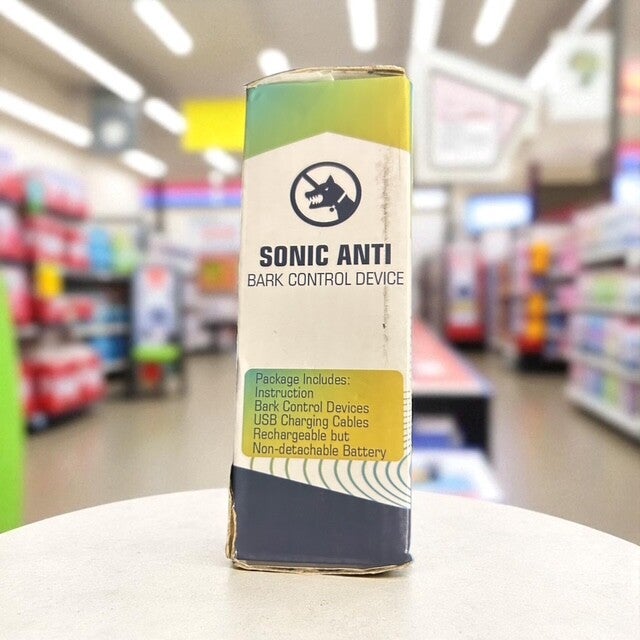 SONIC ANTI
BARK CONTROL DEVICE
Package Includes:
Instruction
Bark Control Devices
USB Charging Cables
Rechargeable but
Non-detachable Battery